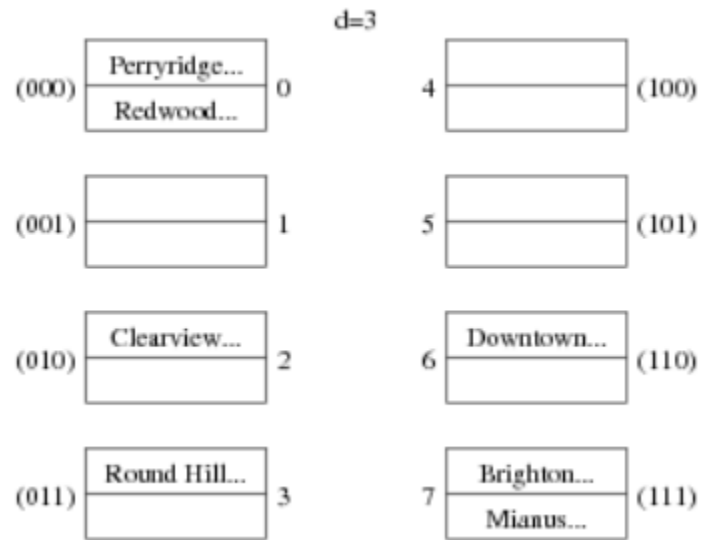 d=3
(000) Perryridge... 0
Redwood...
(001) 1
(010) Clearview... 2
(011) Round Hill... 3
4 (100)
5 (101)
6 Downtown... (110)
7 Brighton... (111)
Mianus...